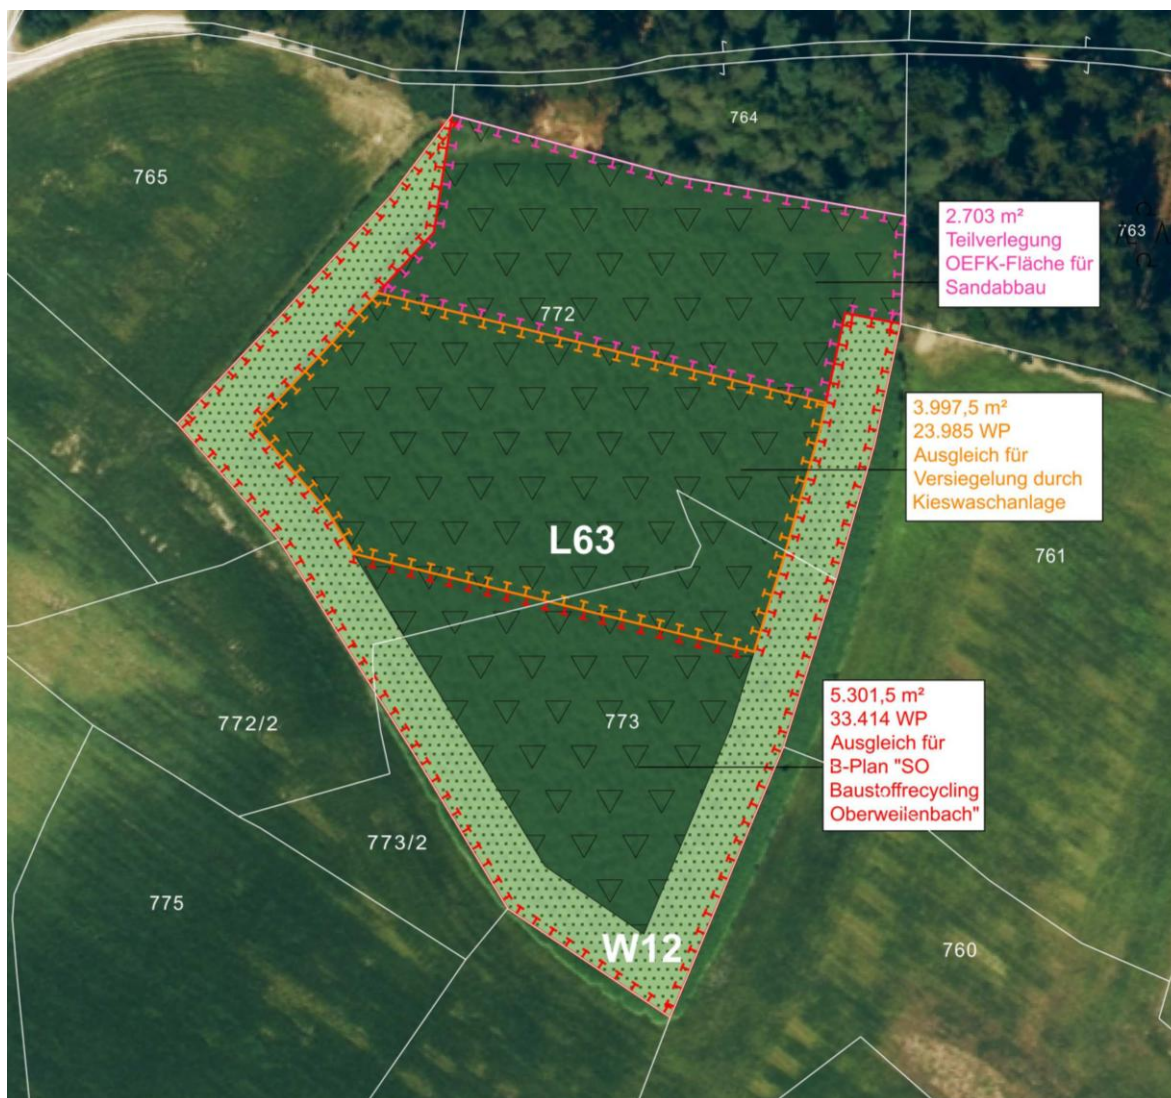 764
765
763
2.703 m²
Teilverlegung
OEFK-Fläche für
Sandabbau
772
3.997,5 m²
23.985 WP
Ausgleich für
Versiegelung durch
Kieswaschanlage
L63
761
5.301,5 m²
33.414 WP
Ausgleich für
B-Plan "SO
Baustoffrecycling
Oberweilenbach"
773
772/2
773/2
775
W12
760